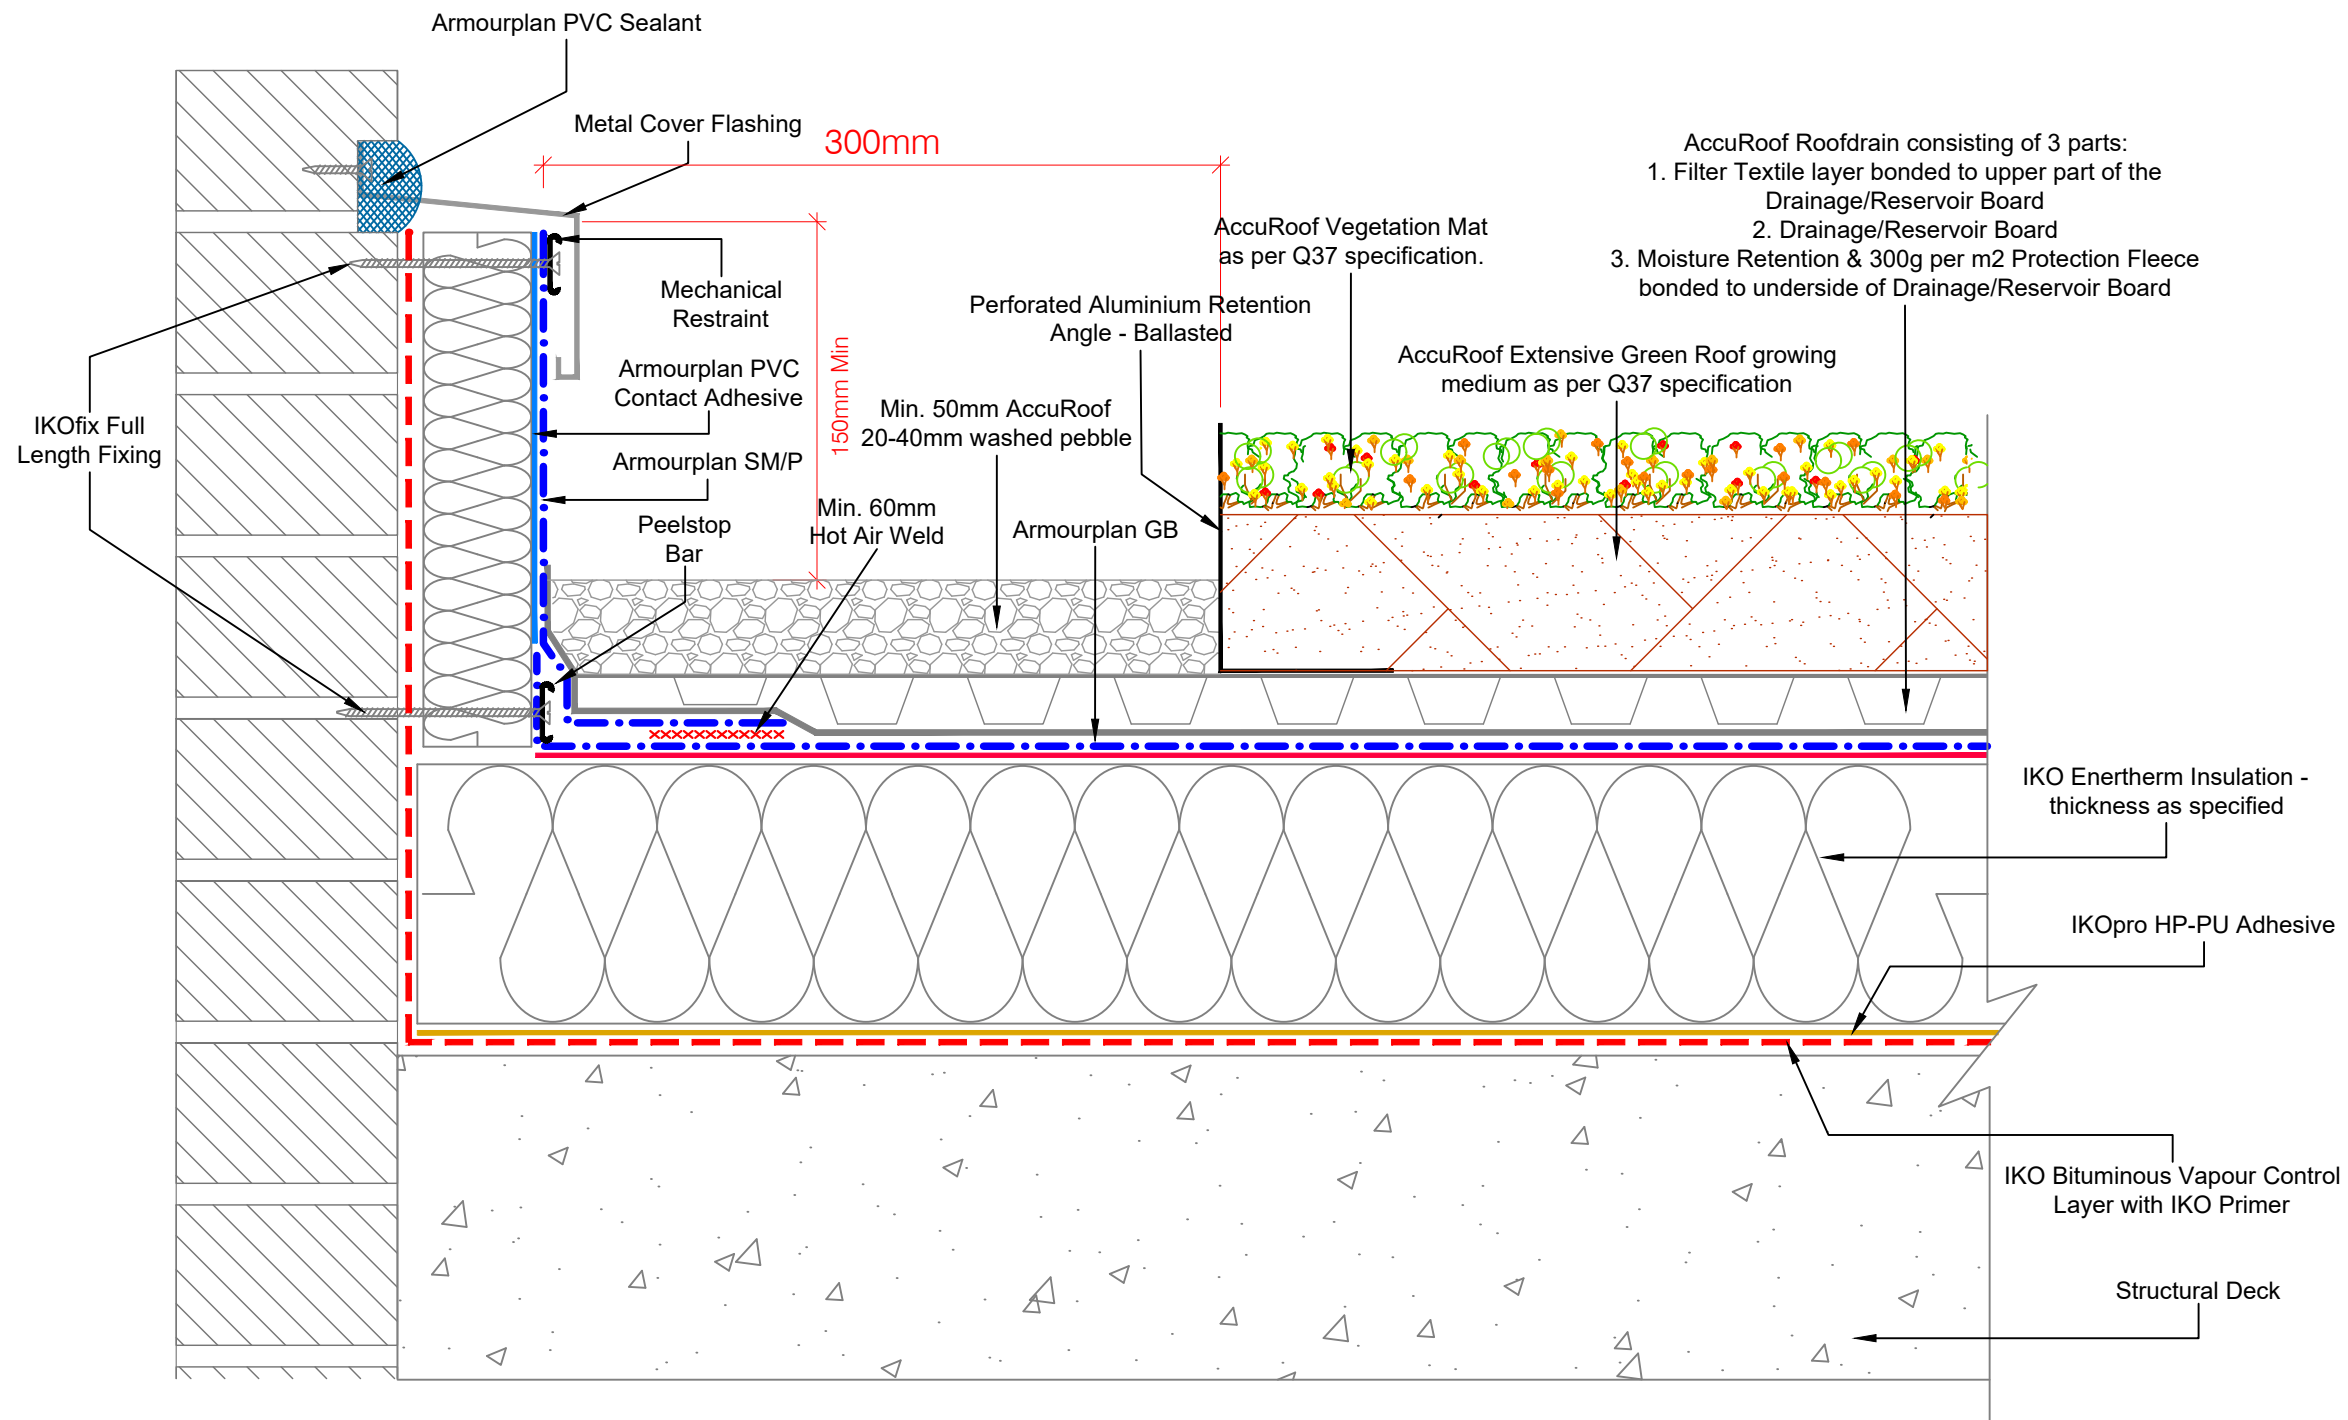 Armourplan PVC Sealant
Metal Cover Flashing
300mm
AccuRoof Roofdrain consisting of 3 parts:
1. Filter Textile layer bonded to upper part of the
Drainage/Reservoir Board
2. Drainage/Reservoir Board
3. Moisture Retention & 300g per m2 Protection Fleece
bonded to underside of Drainage/Reservoir Board
AccuRoof Vegetation Mat
as per Q37 specification.
Mechanical
Restraint
Perforated Aluminium Retention
Angle - Ballasted
150mm Min
AccuRoof Extensive Green Roof growing
medium as per Q37 specification
Armourplan PVC
Contact Adhesive
Min. 50mm AccuRoof
20-40mm washed pebble
IKOfix Full
Length Fixing
Armourplan SM/P
Min. 60mm
Hot Air Weld
Peelstop
Bar
Armourplan GB
IKO Enertherm Insulation -
thickness as specified
IKOpro HP-PU Adhesive
IKO Bituminous Vapour Control
Layer with IKO Primer
Structural Deck